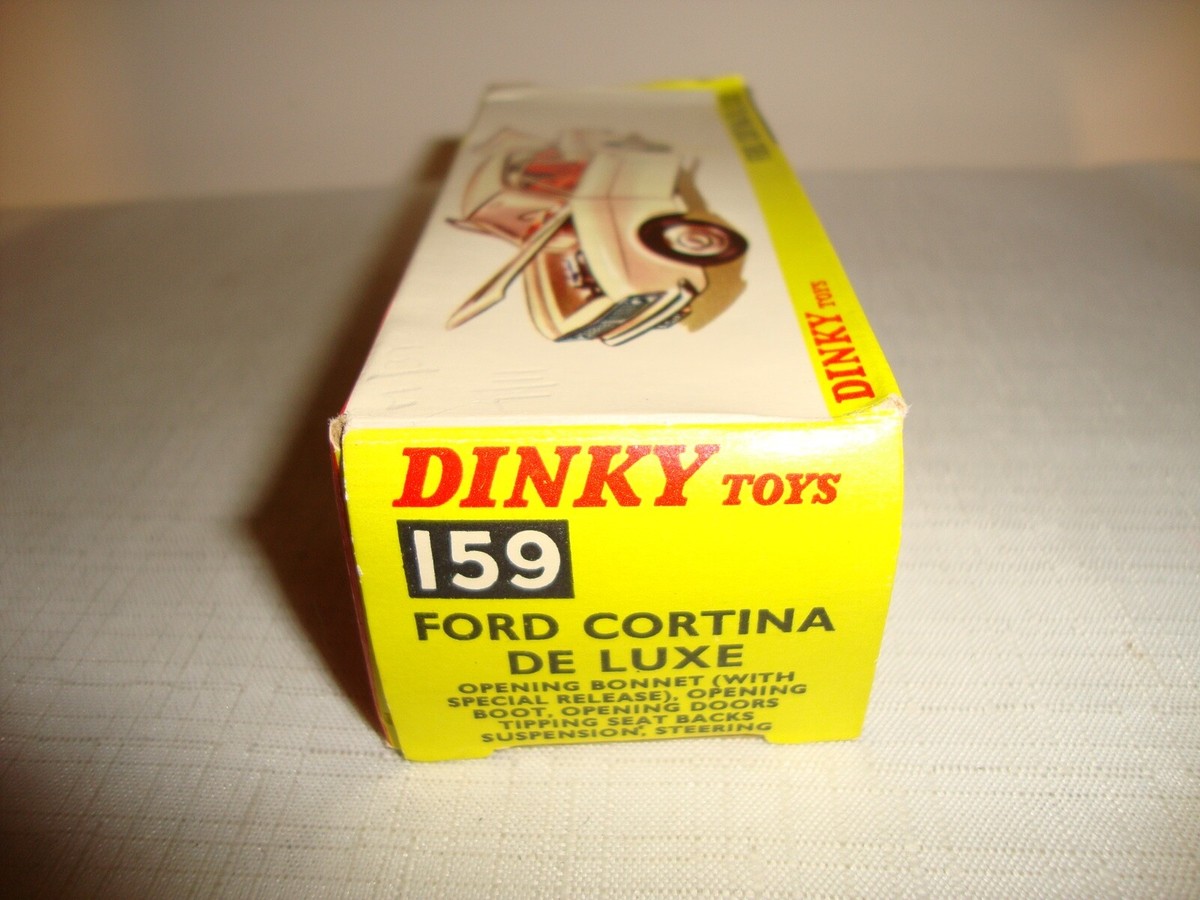 DINKY TOYS
DINKY TOYS
159
FORD CORTINA
DE LUXE
OPENING BONNET (WITH
SPECIAL RELEASE), OPENING
BOOT, OPENING DOORS
TIPPING SEAT BACKS
SUSPENSION, STEERING